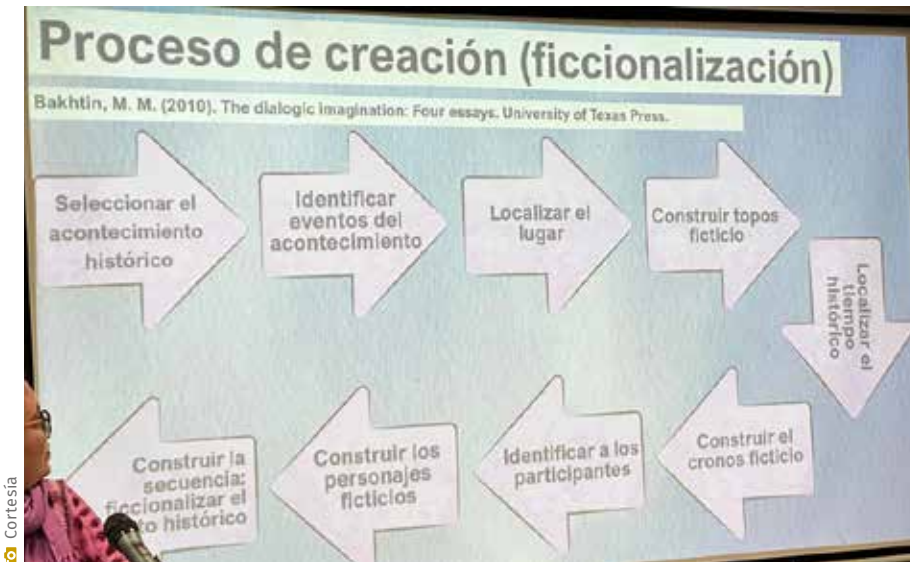 Proceso de creación (ficcionalización)
Bakhtin, M. M. (2010). The dialogic imagination: Four essays. University of Texas Press.
Seleccionar el
acontecimiento
histórico
Identificar
eventos del
acontecimiento
Localizar el
lugar
Construir topos
ficticio
Localizar el
tiempo
histórico
Construir el
cronos ficticio
Identificar a los
participantes
Construir los
personajes
ficticios
Construir la
secuencia:
ficcionalizar el
histórico
Cortesía